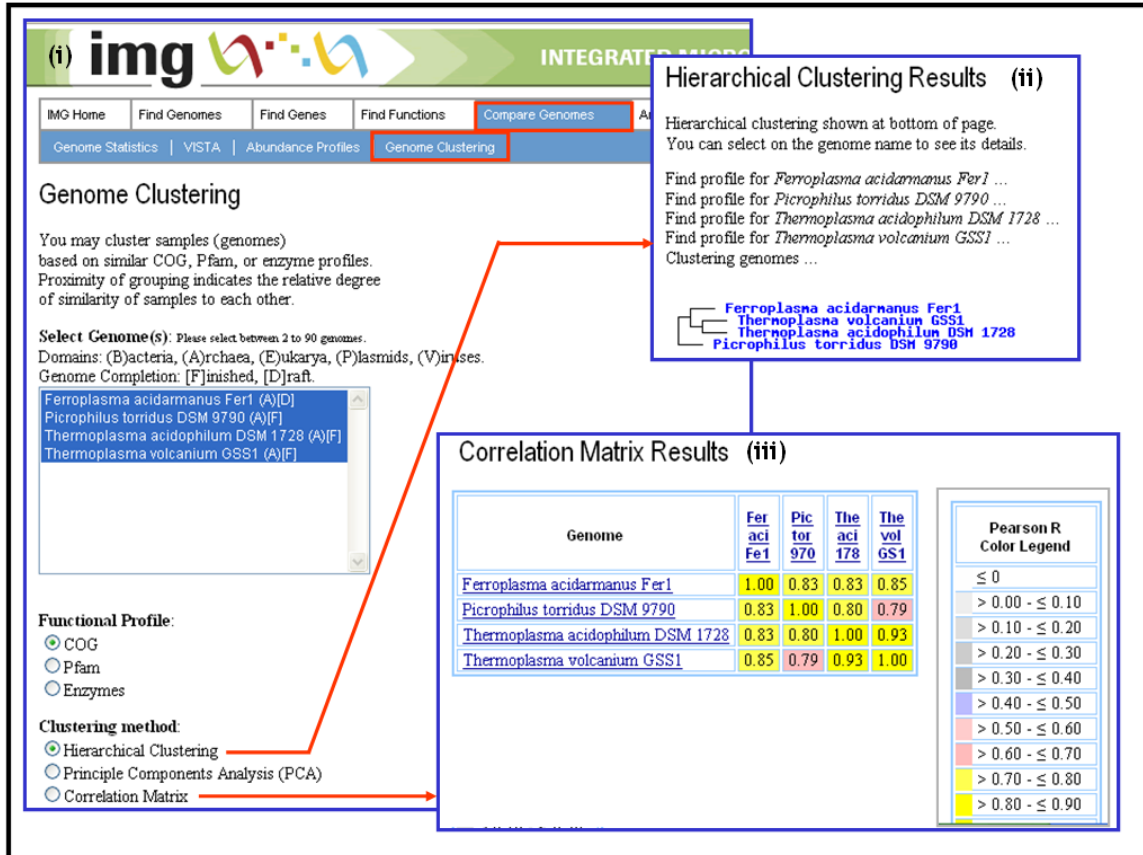 (i) img INTEGRATED MICR
IMG Home Find Genomes Find Genes Find Functions Compare Genomes
Genome Statistics | VISTA | Abundance Profiles Genome Clustering
Genome Clustering
You may cluster samples (genomes)
based on similar COG, Pfam, or enzyme profiles.
Proximity of grouping indicates the relative degree
of similarity of samples to each other.
Select Genome(s): Please select between 2 to 90 genomes.
Domains: (B)acteria, (A)rchaea, (E)ukarya, (P)lasmids, (V)iruses.
Genome Completion: [F]inished, [D]raft.
Ferroplasma acidarmanus Fer1 (A)[D]
Picrophilus torridus DSM 9790 (A)[F]
Thermoplasma acidophilum DSM 1728 (A)[F]
Thermoplasma volcanium GSS1 (A)[F]
Functional Profile:
COG
Pfam
Enzymes
Clustering method:
Hierarchical Clustering
Principle Components Analysis (PCA)
Correlation Matrix
Hierarchical Clustering Results (ii)
Hierarchical clustering shown at bottom of page.
You can select on the genome name to see its details.
Find profile for Ferroplasma acidarmanus Fer1 ...
Find profile for Picrophilus torridus DSM 9790 ...
Find profile for Thermoplasma acidophilum DSM 1728 ...
Find profile for Thermoplasma volcanium GSS1 ...
Clustering genomes ...
Ferroplasma acidarmanus Fer1
Thermoplasma volcanium GSS1
Thermoplasma acidophilum DSM 1728
Picrophilus torridus DSM 9790
Correlation Matrix Results (iii)
Genome Fer aci Fe1 Pic tor 970 The aci 178 The vol GS1
Ferroplasma acidarmanus Fer1 1.00 0.83 0.83 0.85
Picrophilus torridus DSM 9790 0.83 1.00 0.80 0.79
Thermoplasma acidophilum DSM 1728 0.83 0.80 1.00 0.93
Thermoplasma volcanium GSS1 0.85 0.79 0.93 1.00
Pearson R
Color Legend
≤ 0
> 0.00 - ≤ 0.10
> 0.10 - ≤ 0.20
> 0.20 - ≤ 0.30
> 0.30 - ≤ 0.40
> 0.40 - ≤ 0.50
> 0.50 - ≤ 0.60
> 0.60 - ≤ 0.70
> 0.70 - ≤ 0.80
> 0.80 - ≤ 0.90